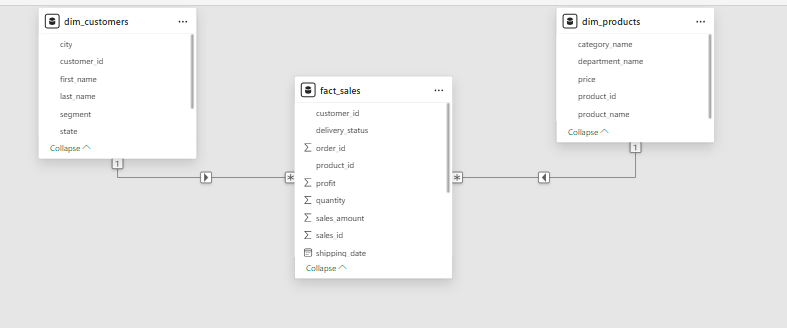 dim_customers
city
customer_id
first_name
last_name
segment
state
Collapse
1
fact_sales
customer_id
delivery_status
order_id
product_id
profit
quantity
sales_amount
sales_id
shipping_date
Collapse
*
*
dim_products
category_name
department_name
price
product_id
product_name
Collapse
1